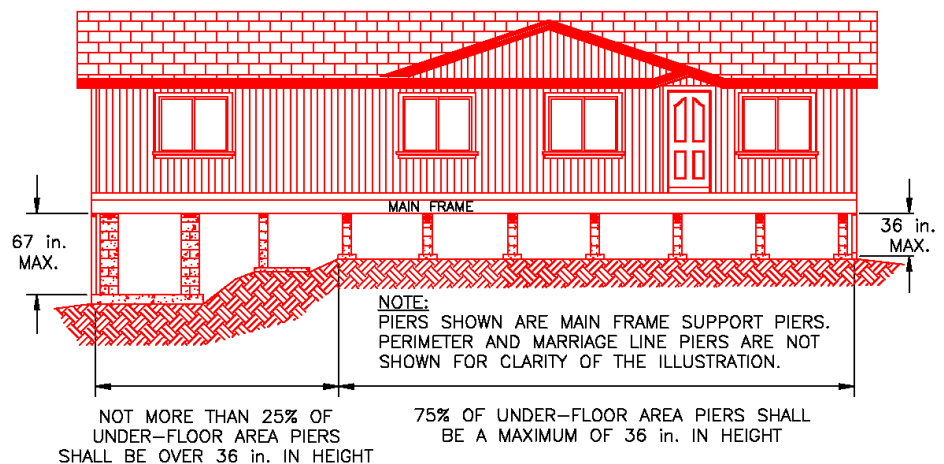 MAIN FRAME
67 in.
MAX.
36 in.
MAX.
NOTE:
PIERS SHOWN ARE MAIN FRAME SUPPORT PIERS.
PERIMETER AND MARRIAGE LINE PIERS ARE NOT
SHOWN FOR CLARITY OF THE ILLUSTRATION.
NOT MORE THAN 25% OF
UNDER-FLOOR AREA PIERS
SHALL BE OVER 36 in. IN HEIGHT
75% OF UNDER-FLOOR AREA PIERS SHALL
BE A MAXIMUM OF 36 in. IN HEIGHT